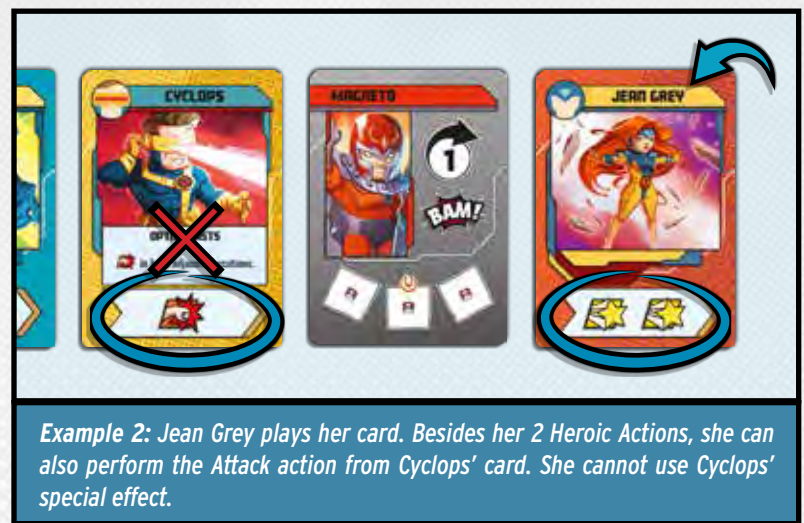 CYCLOPS
MAGNETO
JEAN GREY
1
BAM!
Example 2: Jean Grey plays her card. Besides her 2 Heroic Actions, she can
also perform the Attack action from Cyclops' card. She cannot use Cyclops'
special effect.